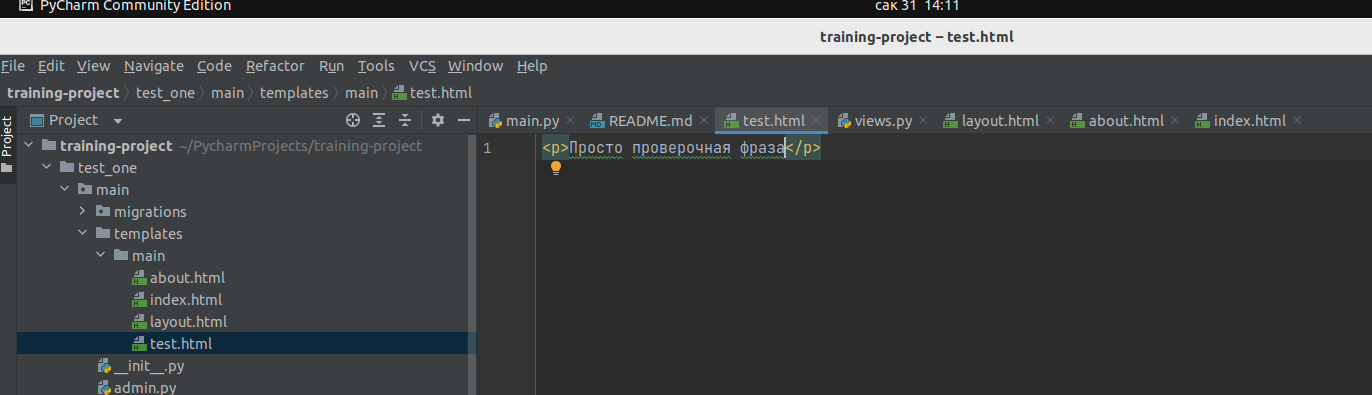 PyCharm Community Edition сак 31 14:11
training-project – test.html
File Edit View Navigate Code Refactor Run Tools VCS Window Help
training-project test_one main templates main test.html
Project
Project main.py README.md test.html views.py layout.html about.html index.html
training-project ~/PycharmProjects/training-project
1 <p>Просто проверочная фраза</p>
test_one
main
migrations
templates
main
about.html
index.html
layout.html
test.html
__init__.py
admin.py